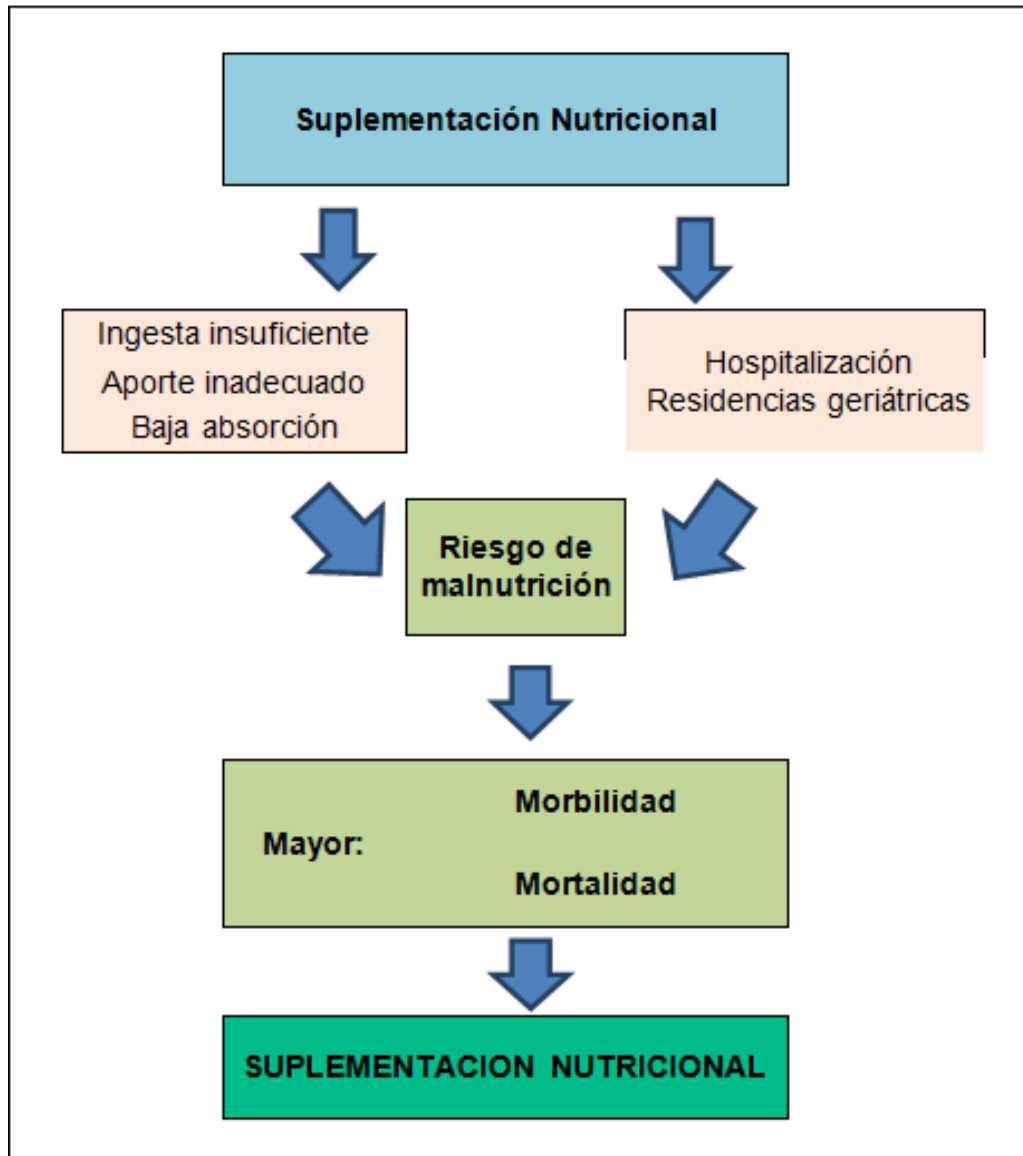 Suplementación Nutricional
Ingesta insuficiente
Aporte inadecuado
Baja absorción
Hospitalización
Residencias geriátricas
Riesgo de
malnutrición
Morbilidad
Mayor:
Mortalidad
SUPLEMENTACION NUTRICIONAL